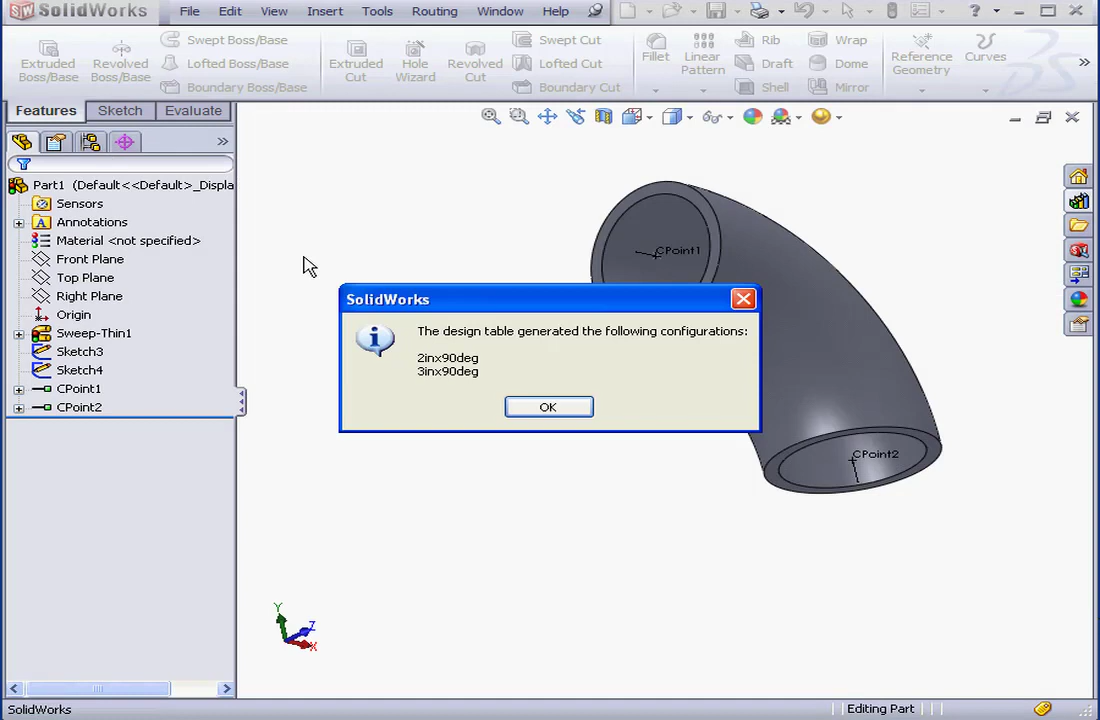 SolidWorks
File Edit View Insert Tools Routing Window Help
Extruded Boss/Base
Revolved Boss/Base
Swept Boss/Base
Lofted Boss/Base
Boundary Boss/Base
Extruded Cut
Hole Wizard
Revolved Cut
Swept Cut
Lofted Cut
Boundary Cut
Fillet
Linear Pattern
Rib
Draft
Shell
Wrap
Dome
Mirror
Reference Geometry
Curves
Features Sketch Evaluate
Part1 (Default<<Default>_Displa
Sensors
Annotations
Material <not specified>
Front Plane
Top Plane
Right Plane
Origin
Sweep-Thin1
Sketch3
Sketch4
CPoint1
CPoint2
CPoint1
SolidWorks
The design table generated the following configurations:
2inx90deg
3inx90deg
OK
CPoint2
Y
Z
X
SolidWorks
Editing Part